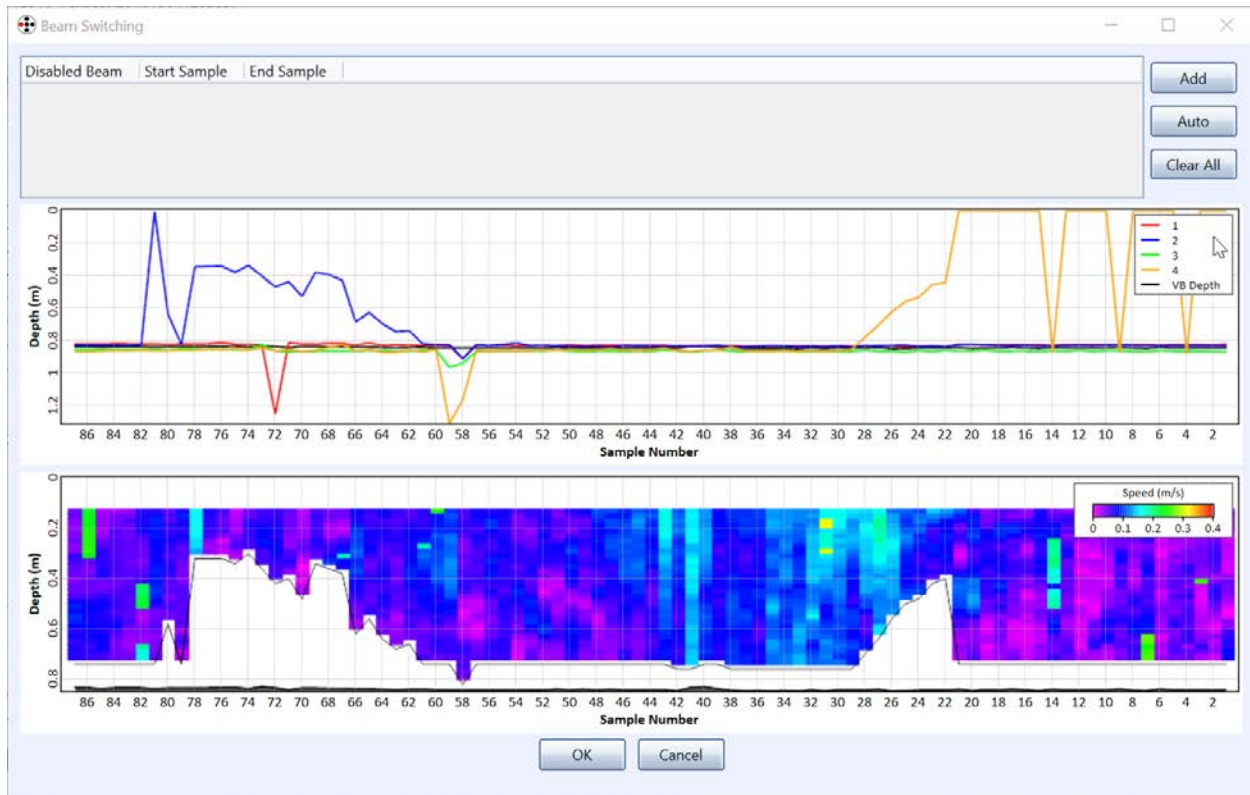 Beam Switching
Disabled Beam Start Sample End Sample
Add
Auto
Clear All
0
0.2
0.4
0.6
0.8
1
1.2
Depth (m)
1
2
3
4
VB Depth
86 84 82 80 78 76 74 72 70 68 66 64 62 60 58 56 54 52 50 48 46 44 42 40 38 36 34 32 30 28 26 24 22 20 18 16 14 12 10 8 6 4 2
Sample Number
0
0.2
0.4
0.6
0.8
Depth (m)
Speed (m/s)
0 0.1 0.2 0.3 0.4
86 84 82 80 78 76 74 72 70 68 66 64 62 60 58 56 54 52 50 48 46 44 42 40 38 36 34 32 30 28 26 24 22 20 18 16 14 12 10 8 6 4 2
Sample Number
OK Cancel